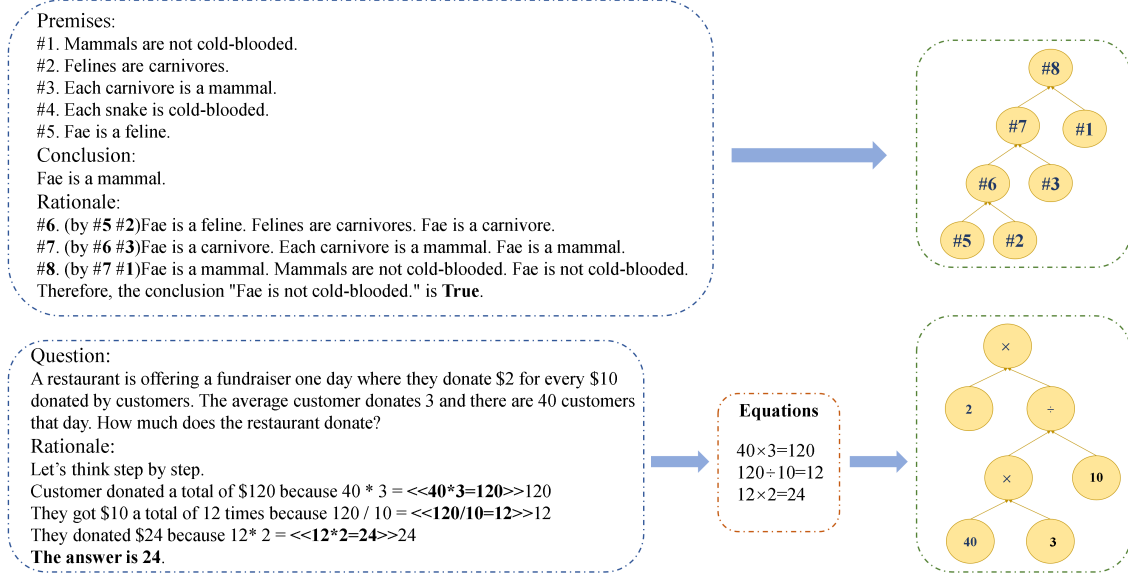 Premises:
#1. Mammals are not cold-blooded.
#2. Felines are carnivores.
#3. Each carnivore is a mammal.
#4. Each snake is cold-blooded.
#5. Fae is a feline.
Conclusion:
Fae is a mammal.
Rationale:
#6. (by #5 #2)Fae is a feline. Felines are carnivores. Fae is a carnivore.
#7. (by #6 #3)Fae is a carnivore. Each carnivore is a mammal. Fae is a mammal.
#8. (by #7 #1)Fae is a mammal. Mammals are not cold-blooded. Fae is not cold-blooded.
Therefore, the conclusion "Fae is not cold-blooded." is True.
#8
#7 #1
#6 #3
#5 #2
Question:
A restaurant is offering a fundraiser one day where they donate $2 for every $10
donated by customers. The average customer donates 3 and there are 40 customers
that day. How much does the restaurant donate?
Rationale:
Let’s think step by step.
Customer donated a total of $120 because 40 * 3 = <<40*3=120>>120
They got $10 a total of 12 times because 120 / 10 = <<120/10=12>>12
They donated $24 because 12* 2 = <<12*2=24>>24
The answer is 24.
Equations
40×3=120
120÷10=12
12×2=24
×
2 ÷
× 10
40 3